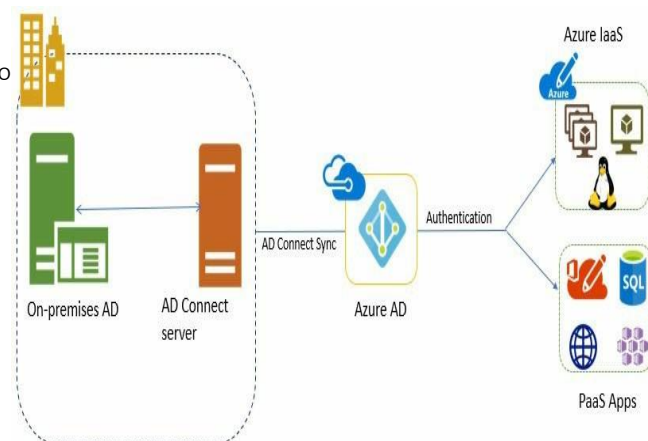 Azure IaaS
o
Azure
Authentication
AD Connect Sync
SQL
On-premises AD
AD Connect
server
Azure AD
PaaS Apps